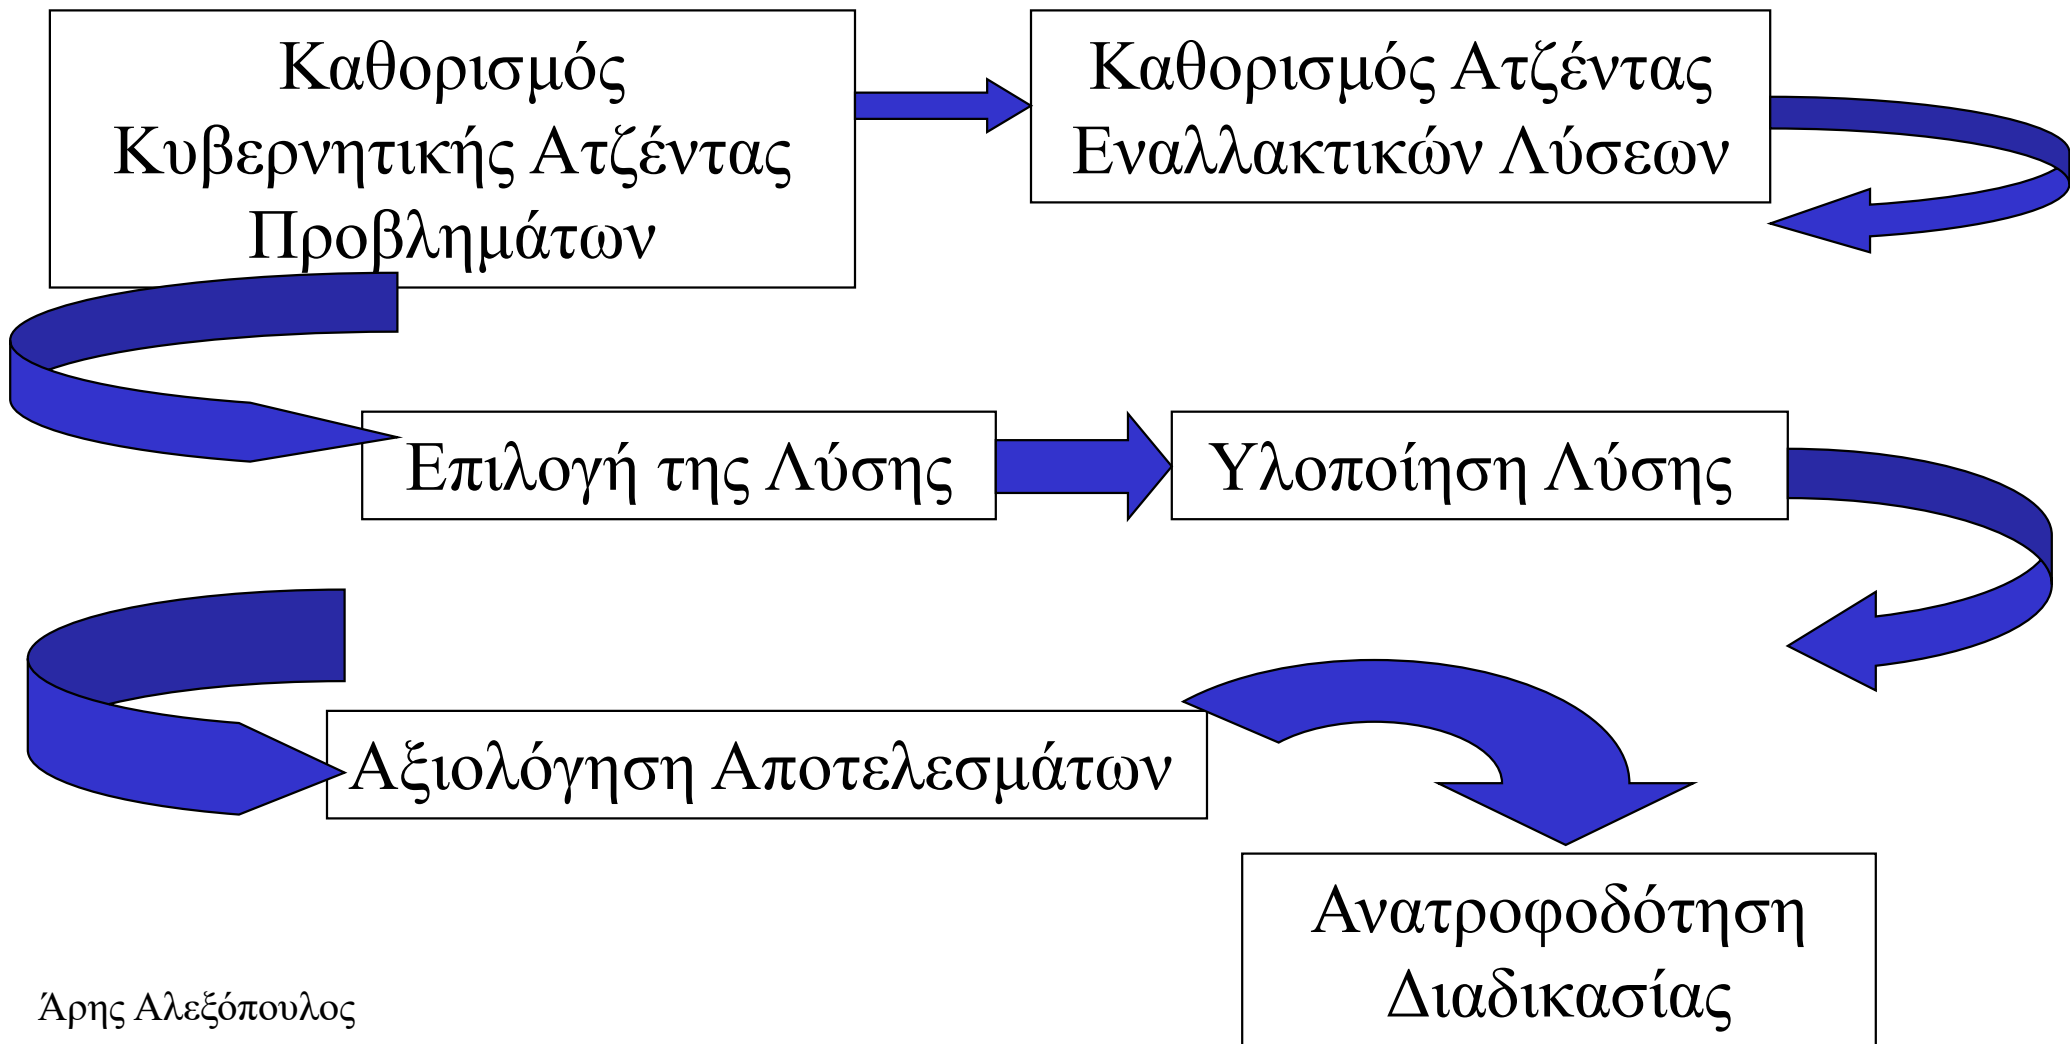 Καθορισμός
Κυβερνητικής Ατζέντας
Προβλημάτων
Καθορισμός Ατζέντας
Εναλλακτικών Λύσεων
Επιλογή της Λύσης
Υλοποίηση Λύσης
Αξιολόγηση Αποτελεσμάτων
Ανατροφοδότηση
Διαδικασίας
Άρης Αλεξόπουλος